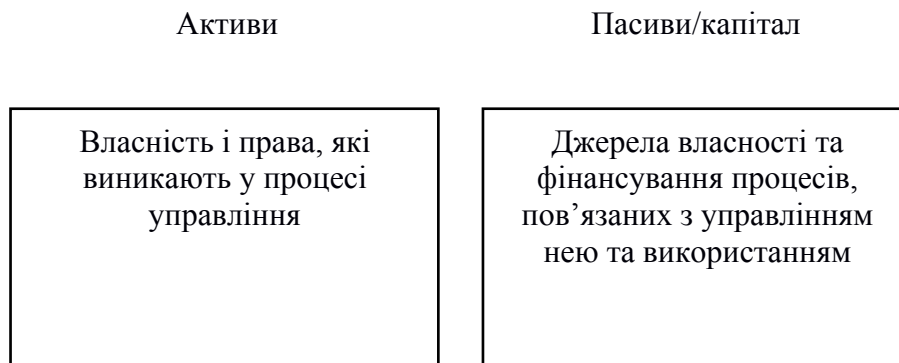 Активи
Пасиви/капітал
Власність і права, які
виникають у процесі
управління
Джерела власності та
фінансування процесів,
пов’язаних з управлінням
нею та використанням